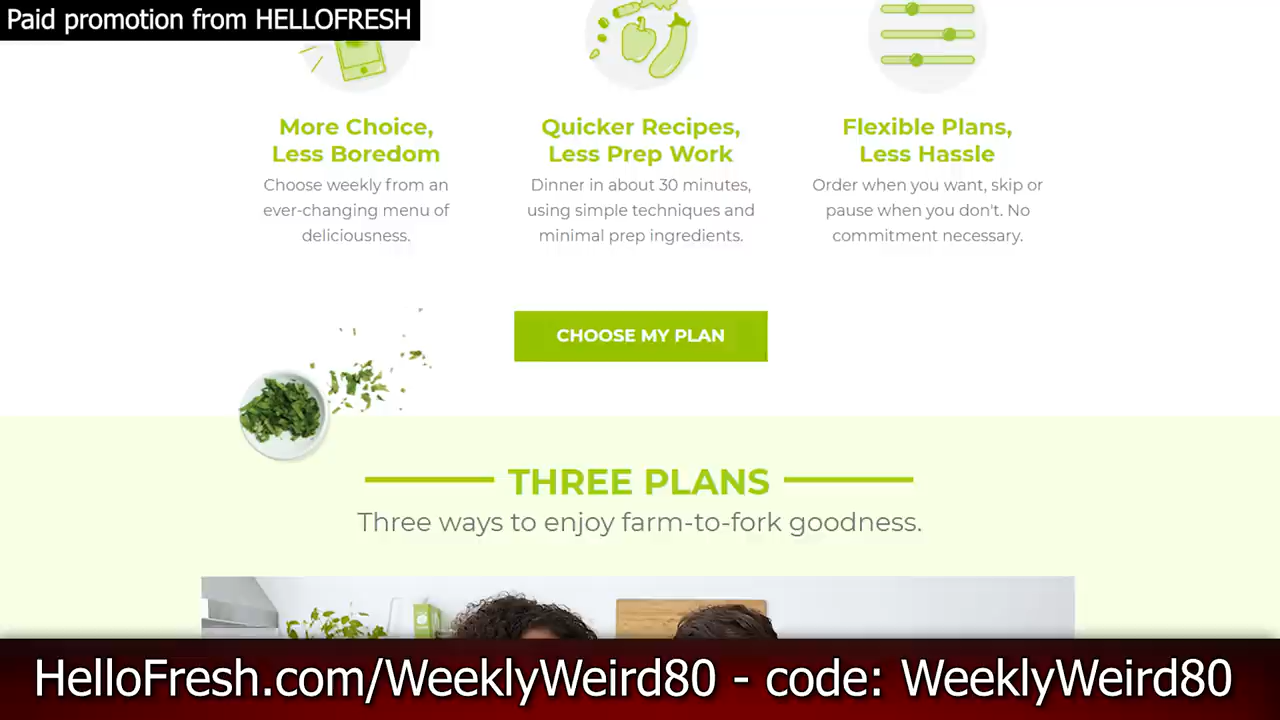 Paid promotion from HELLOFRESH
More Choice,
Less Boredom
Choose weekly from an
ever-changing menu of
deliciousness.
Quicker Recipes,
Less Prep Work
Dinner in about 30 minutes,
using simple techniques and
minimal prep ingredients.
Flexible Plans,
Less Hassle
Order when you want, skip or
pause when you don't. No
commitment necessary.
CHOOSE MY PLAN
THREE PLANS
Three ways to enjoy farm-to-fork goodness.
HelloFresh.com/WeeklyWeird80 - code: WeeklyWeird80